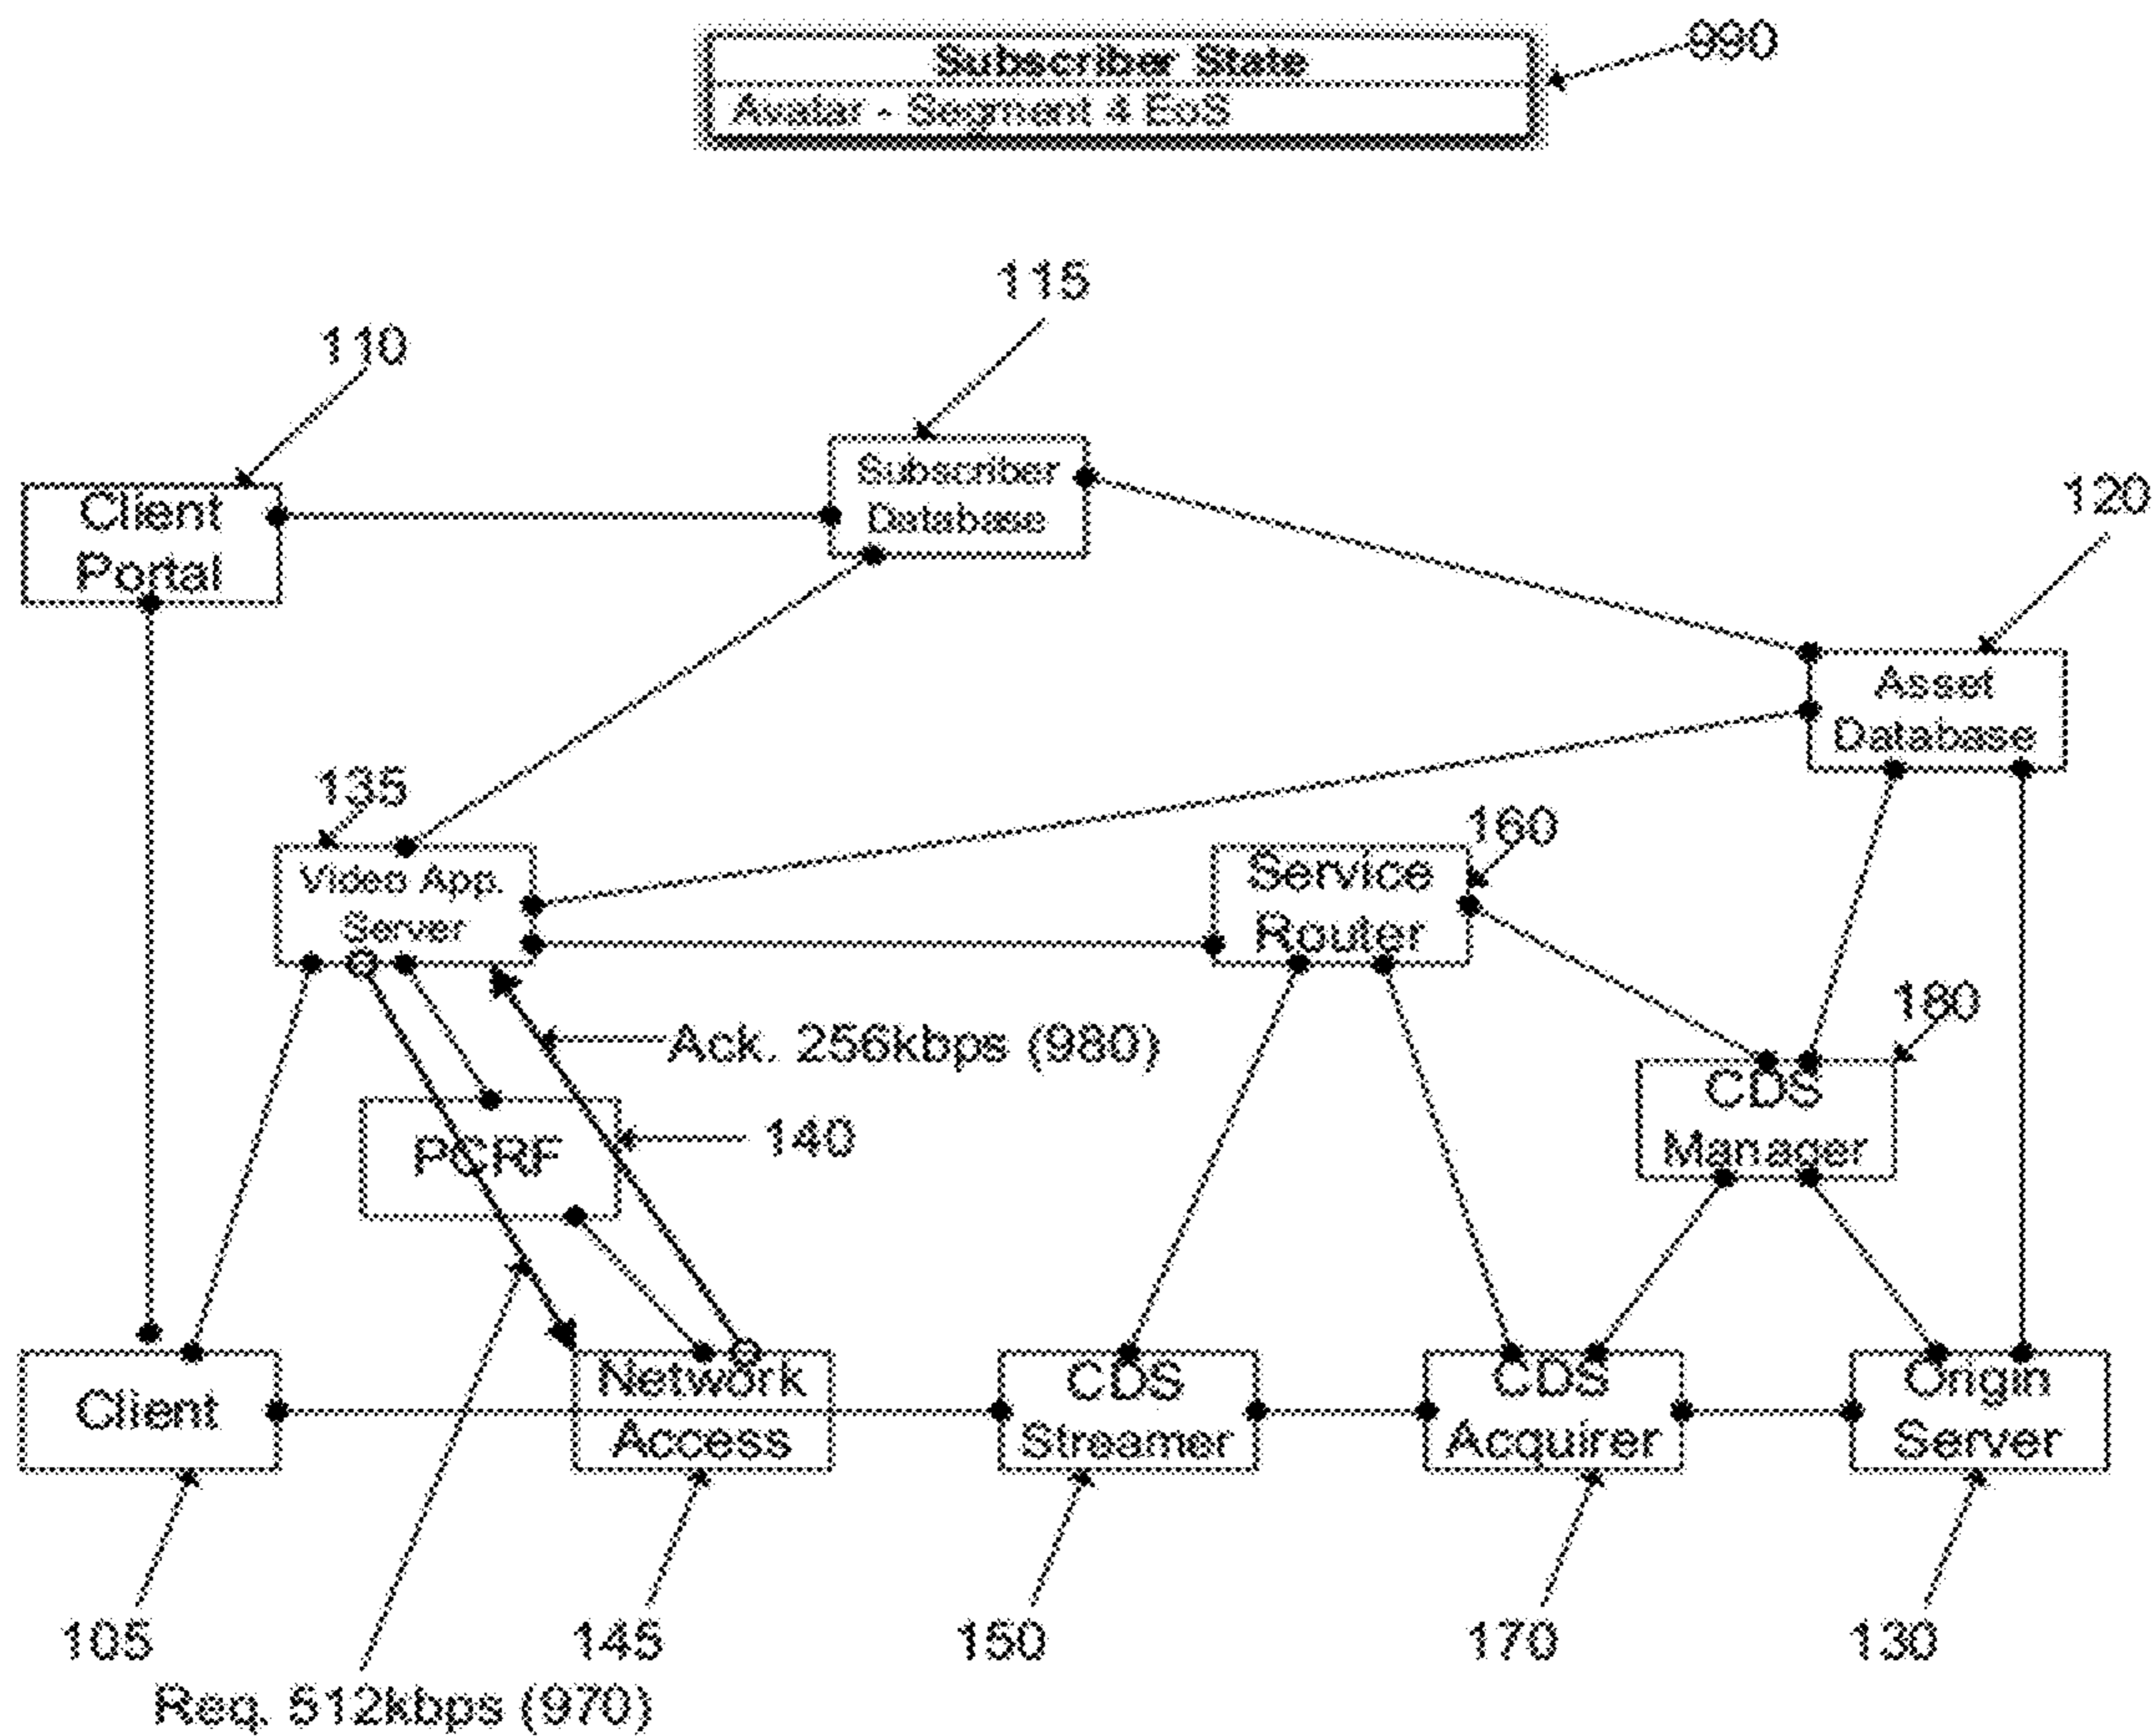 990
Subscriber State
Avatar - Segment 4 EoS
115
110
Subscriber
Database
120
Client
Portal
Asset
Database
135
160
Video App.
Server
Service
Router
180
Ack. 256kbps (980)
CDS
Manager
140
PCRF
Client
Network
Access
CDS
Streamer
CDS
Acquirer
Origin
Server
105
145
150
170
130
Req. 512kbps (970)